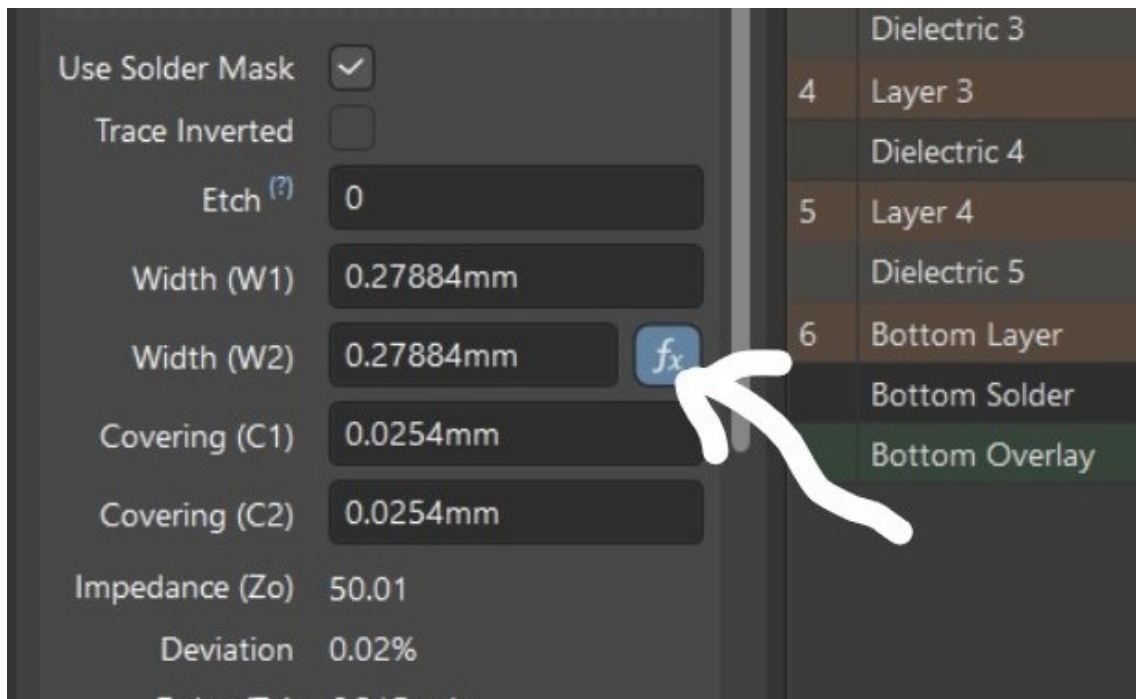 Use Solder Mask
Trace Inverted
Etch (?) 0
Width (W1) 0.27884mm
Width (W2) 0.27884mm fx
Covering (C1) 0.0254mm
Covering (C2) 0.0254mm
Impedance (Zo) 50.01
Deviation 0.02%
Dielectric 3
4 Layer 3
Dielectric 4
5 Layer 4
Dielectric 5
6 Bottom Layer
Bottom Solder
Bottom Overlay